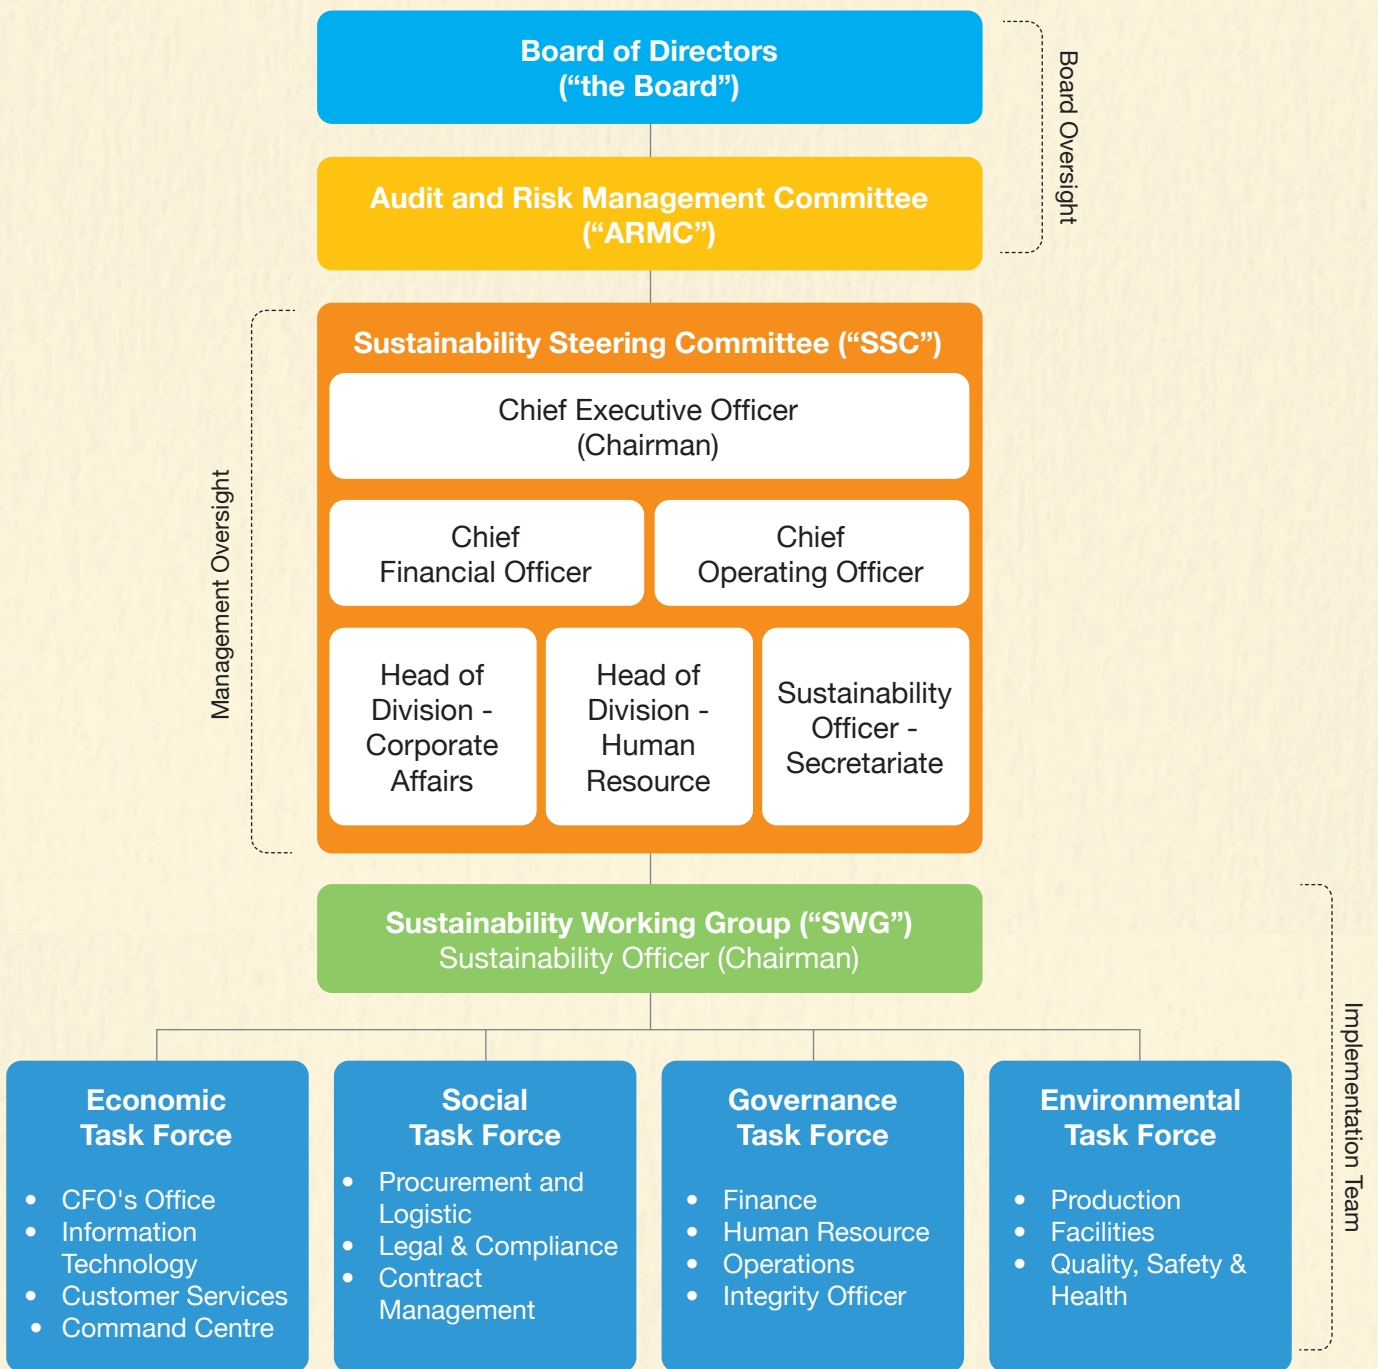 Board of Directors
(“the Board”)
Board Oversight
Audit and Risk Management Committee
(“ARMC”)
Management Oversight
Sustainability Steering Committee (“SSC”)
Chief Executive Officer
(Chairman)
Chief
Financial Officer
Chief
Operating Officer
Head of
Division -
Corporate
Affairs
Head of
Division -
Human
Resource
Sustainability
Officer -
Secretariate
Sustainability Working Group (“SWG”)
Sustainability Officer (Chairman)
Implementation Team
Economic
Task Force
• CFO's Office
• Information
Technology
• Customer Services
• Command Centre
Social
Task Force
• Procurement and
Logistic
• Legal & Compliance
• Contract
Management
Governance
Task Force
• Finance
• Human Resource
• Operations
• Integrity Officer
Environmental
Task Force
• Production
• Facilities
• Quality, Safety &
Health